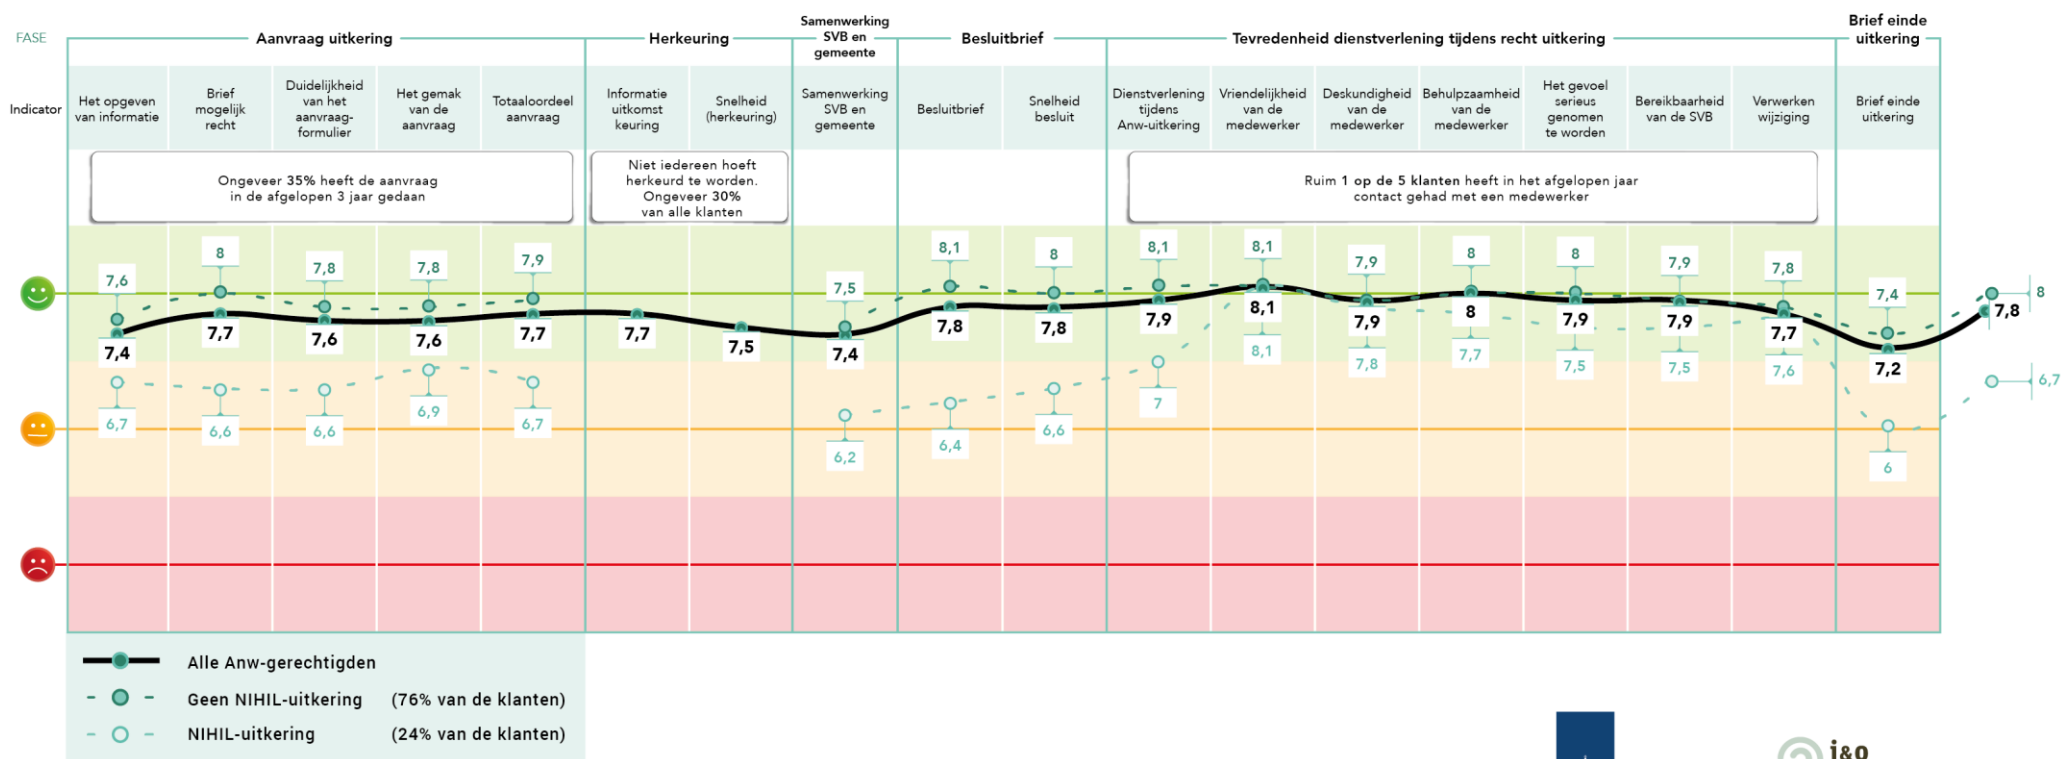 FASE
Aanvraag uitkering
Herkeuring
Samenwerking
SVB en
gemeente
Besluitbrief
Tevredenheid dienstverlening tijdens recht uitkering
Brief einde
uitkering
Indicator
Het opgeven
van informatie
Brief
mogelijk
recht
Duidelijkheid
van het
aanvraag-
formulier
Het gemak
van de
aanvraag
Totaaloordeel
aanvraag
Informatie
uitkomst
keuring
Snelheid
(herkeuring)
Samenwerking
SVB en
gemeente
Besluitbrief
Snelheid
besluit
Dienstverlening
tijdens
Anw-uitkering
Vriendelijkheid
van de
medewerker
Deskundigheid
van de
medewerker
Behulpzaamheid
van de
medewerker
Het gevoel
serieus
genomen
te worden
Bereikbaarheid
van de SVB
Verwerken
wijziging
Brief einde
uitkering
Ongeveer 35% heeft de aanvraag
in de afgelopen 3 jaar gedaan
Niet iedereen hoeft
herkeurd te worden.
Ongeveer 30%
van alle klanten
Ruim 1 op de 5 klanten heeft in het afgelopen jaar
contact gehad met een medewerker
7,6
8
7,8
7,8
7,9
7,5
8,1
8
8,1
8,1
7,9
8
8
7,9
7,8
7,4
8
7,4
7,7
7,6
7,6
7,7
7,7
7,5
7,4
7,8
7,8
7,9
8,1
7,9
8
7,9
7,9
7,7
7,2
7,8
6,7
6,6
6,6
6,9
6,7
6,2
6,4
6,6
7
8,1
7,8
7,7
7,5
7,5
7,6
6
6,7
Alle Anw-gerechtigden
Geen NIHIL-uitkering (76% van de klanten)
NIHIL-uitkering (24% van de klanten)
i&o